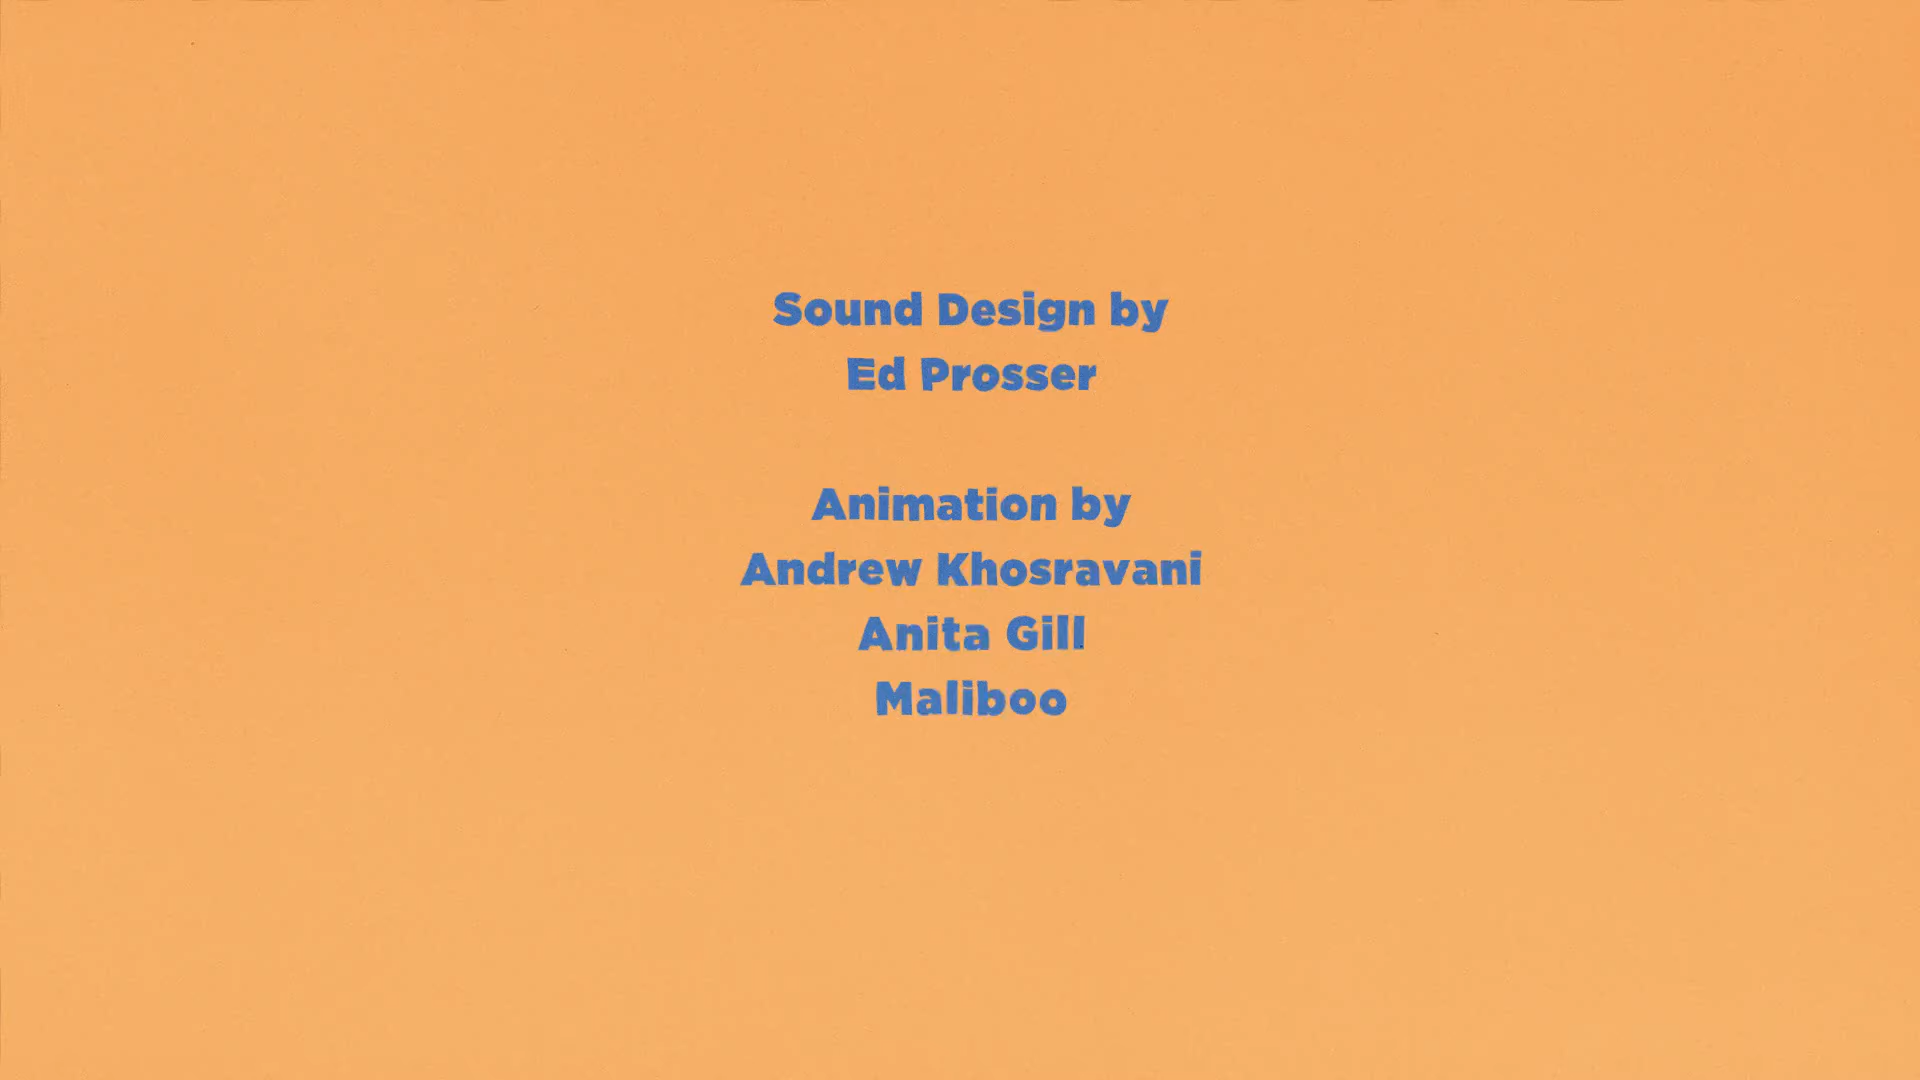 Sound Design by
Ed Prosser
Animation by
Andrew Khosravani
Anita Gill
Maliboo